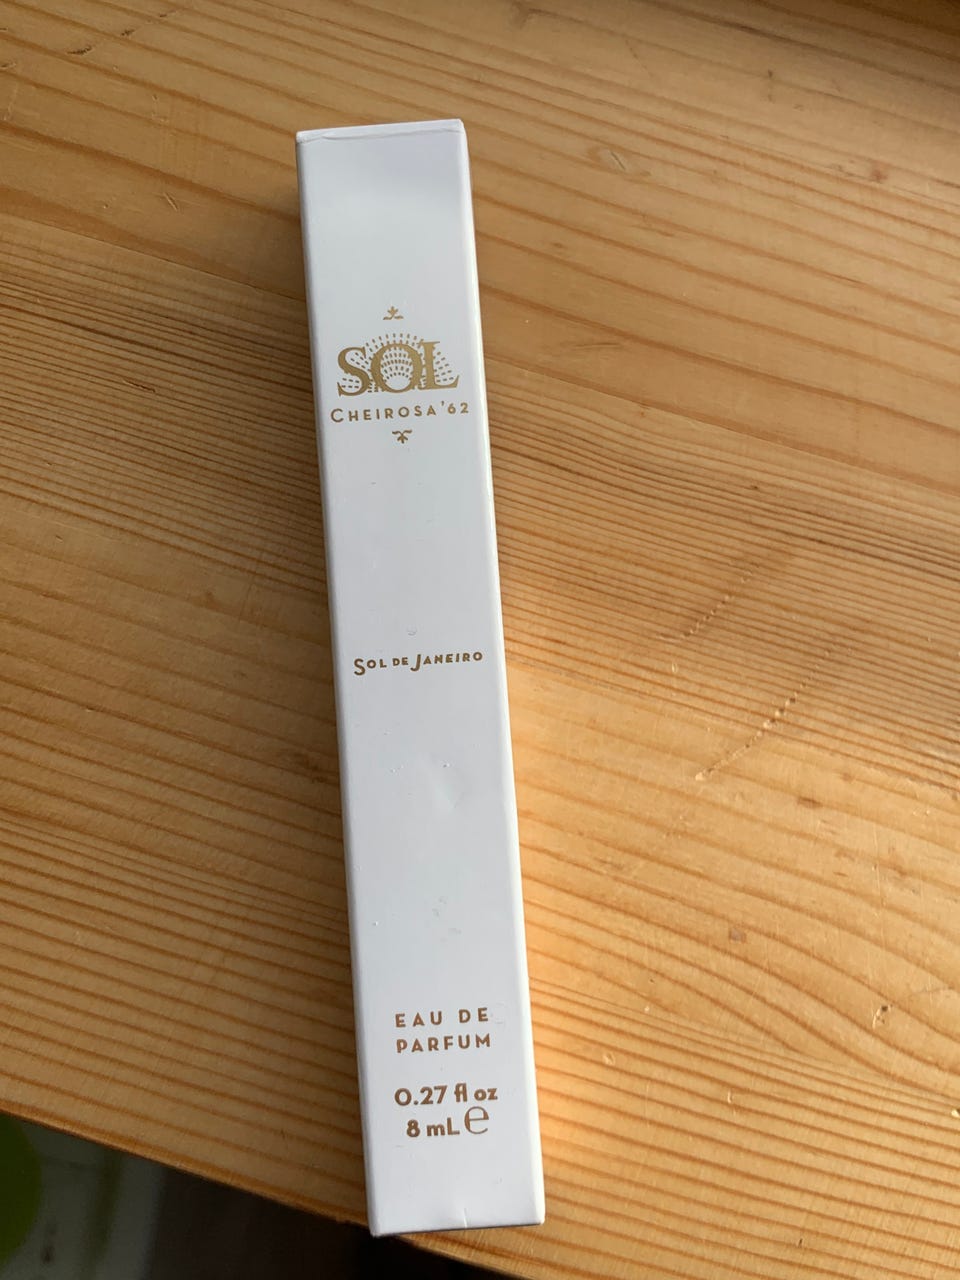 SOL
CHEIROSA '62
SOL DE JANEIRO
EAU DE
PARFUM
0.27 fl oz
8 mL ℮